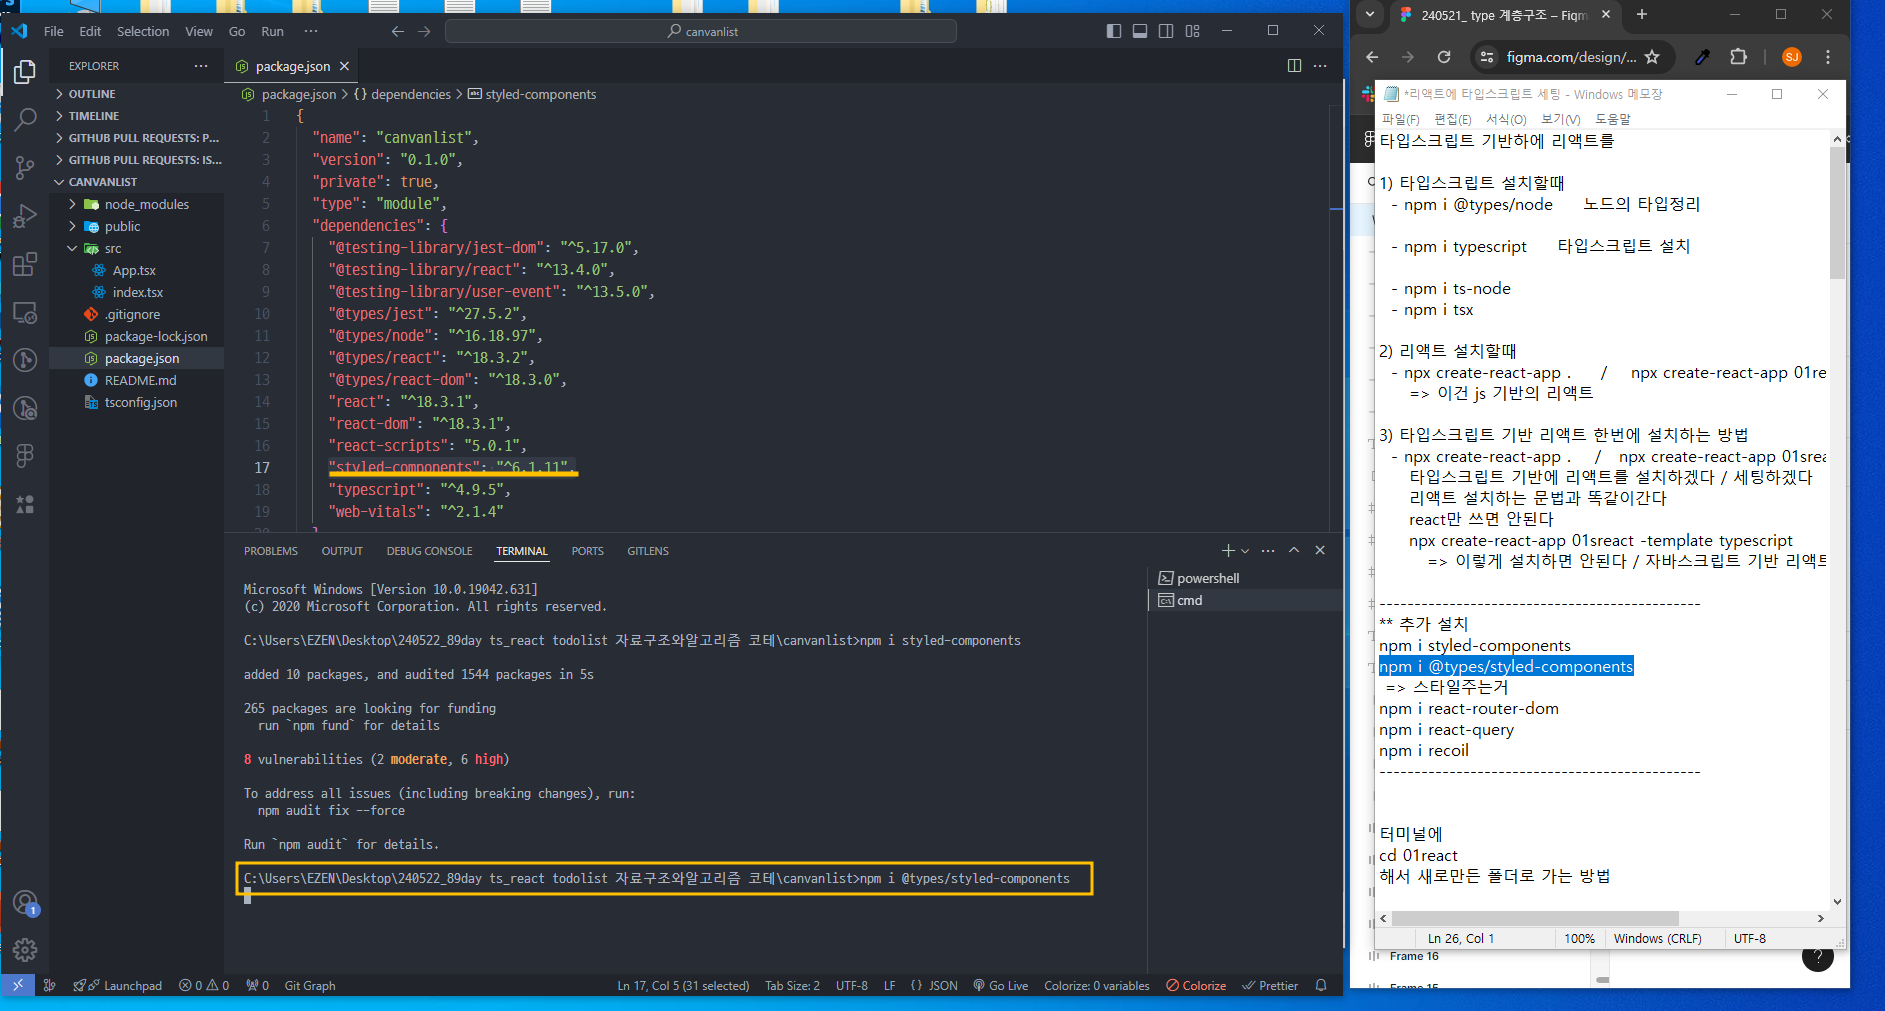 File Edit Selection View Go Run ···
canvanlist
EXPLORER ···
OUTLINE
TIMELINE
GITHUB PULL REQUESTS: P...
GITHUB PULL REQUESTS: IS...
CANVANLIST
node_modules
public
src
App.tsx
index.tsx
.gitignore
package-lock.json
package.json
README.md
tsconfig.json
1
package.json
package.json > {} dependencies > styled-components
1 {
2 "name": "canvanlist",
3 "version": "0.1.0",
4 "private": true,
5 "type": "module",
6 "dependencies": {
7 "@testing-library/jest-dom": "^5.17.0",
8 "@testing-library/react": "^13.4.0",
9 "@testing-library/user-event": "^13.5.0",
10 "@types/jest": "^27.5.2",
11 "@types/node": "^16.18.97",
12 "@types/react": "^18.3.2",
13 "@types/react-dom": "^18.3.0",
14 "react": "^18.3.1",
15 "react-dom": "^18.3.1",
16 "react-scripts": "5.0.1",
17 "styled-components": "^6.1.11",
18 "typescript": "^4.9.5",
19 "web-vitals": "^2.1.4"
PROBLEMS OUTPUT DEBUG CONSOLE TERMINAL PORTS GITLENS
powershell
cmd
Microsoft Windows [Version 10.0.19042.631]
(c) 2020 Microsoft Corporation. All rights reserved.
C:\Users\EZEN\Desktop\240522_89day ts_react todolist 자료구조와알고리즘 코테\canvanlist>npm i styled-components
added 10 packages, and audited 1544 packages in 5s
265 packages are looking for funding
run `npm fund` for details
8 vulnerabilities (2 moderate, 6 high)
To address all issues (including breaking changes), run:
npm audit fix --force
Run `npm audit` for details.
C:\Users\EZEN\Desktop\240522_89day ts_react todolist 자료구조와알고리즘 코테\canvanlist>npm i @types/styled-components
Launchpad 0 0 0 Git Graph
Ln 17, Col 5 (31 selected) Tab Size: 2 UTF-8 LF {} JSON Go Live Colorize: 0 variables Colorize Prettier
240521_ type 계층구조 – Figm
figma.com/design/...
SJ
*리액트에 타입스크립트 세팅 - Windows 메모장
파일(F) 편집(E) 서식(O) 보기(V) 도움말
타입스크립트 기반하에 리액트를
1) 타입스크립트 설치할때
- npm i @types/node 노드의 타입정리
- npm i typescript 타입스크립트 설치
- npm i ts-node
- npm i tsx
2) 리액트 설치할때
- npx create-react-app . / npx create-react-app 01re
=> 이건 js 기반의 리액트
3) 타입스크립트 기반 리액트 한번에 설치하는 방법
- npx create-react-app . / npx create-react-app 01srea
타입스크립트 기반에 리액트를 설치하겠다 / 세팅하겠다
리액트 설치하는 문법과 똑같이간다
react만 쓰면 안된다
npx create-react-app 01sreact -template typescript
=> 이렇게 설치하면 안된다 / 자바스크립트 기반 리액트
----------------------------------------------
** 추가 설치
npm i styled-components
npm i @types/styled-components
=> 스타일주는거
npm i react-router-dom
npm i react-query
npm i recoil
----------------------------------------------
터미널에
cd 01react
해서 새로만든 폴더로 가는 방법
Ln 26, Col 1 100% Windows (CRLF) UTF-8
Frame 16
Frame 15
?